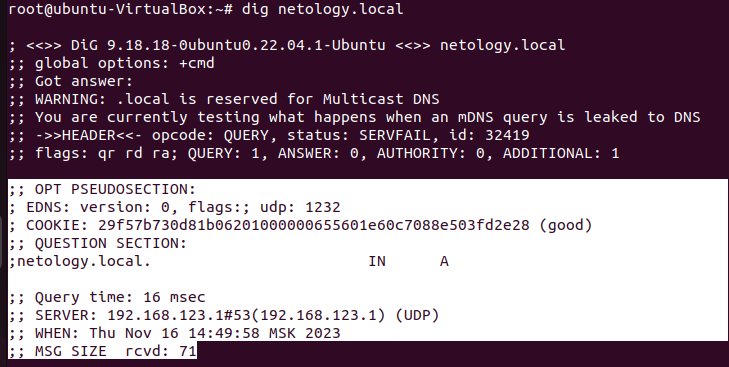 root@ubuntu-VirtualBox:~# dig netology.local
; <<>> DiG 9.18.18-0ubuntu0.22.04.1-Ubuntu <<>> netology.local
;; global options: +cmd
;; Got answer:
;; WARNING: .local is reserved for Multicast DNS
;; You are currently testing what happens when an mDNS query is leaked to DNS
;; ->>HEADER<<- opcode: QUERY, status: SERVFAIL, id: 32419
;; flags: qr rd ra; QUERY: 1, ANSWER: 0, AUTHORITY: 0, ADDITIONAL: 1
;; OPT PSEUDOSECTION:
; EDNS: version: 0, flags:; udp: 1232
; COOKIE: 29f57b730d81b06201000000655601e60c7088e503fd2e28 (good)
;; QUESTION SECTION:
;netology.local. IN A
;; Query time: 16 msec
;; SERVER: 192.168.123.1#53(192.168.123.1) (UDP)
;; WHEN: Thu Nov 16 14:49:58 MSK 2023
;; MSG SIZE rcvd: 71